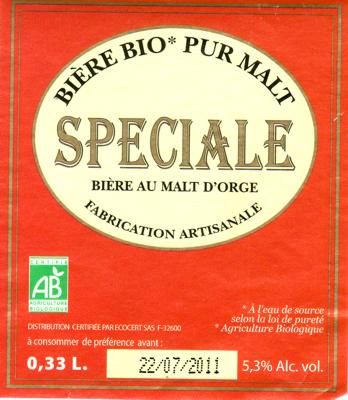 BIÈRE BIO* PUR MALT
SPECIALE
BIÈRE AU MALT D'ORGE
FABRICATION ARTISANALE
CERTIFIÉ
AB
AGRICULTURE
BIOLOGIQUE
* À l'eau de source
selon la loi de pureté
* Agriculture Biologique
DISTRIBUTION CERTIFIÉE PAR ECOCERT SAS F-32600
à consommer de préférence avant :
0,33 L. 22/07/2011 5,3% Alc. vol.